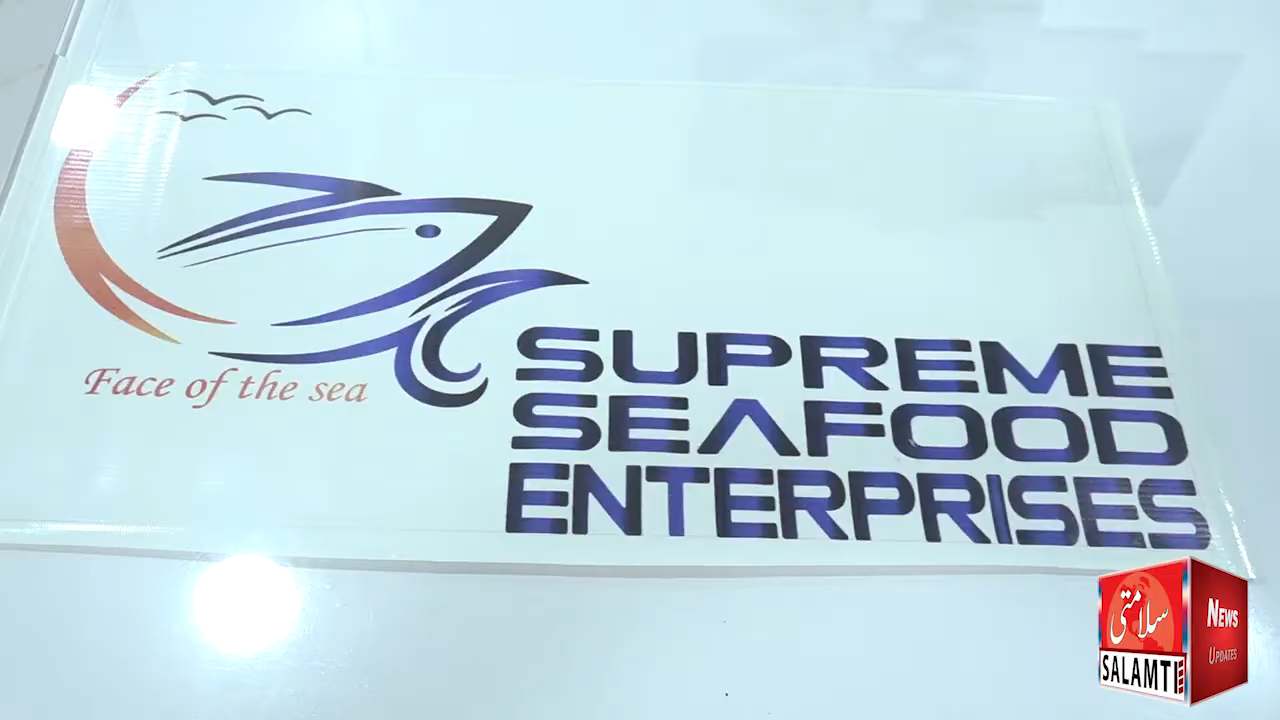 Face of the sea
SUPREME
SEAFOOD
ENTERPRISES
سلامتی
SALAMTI
NEWS
UPDATES